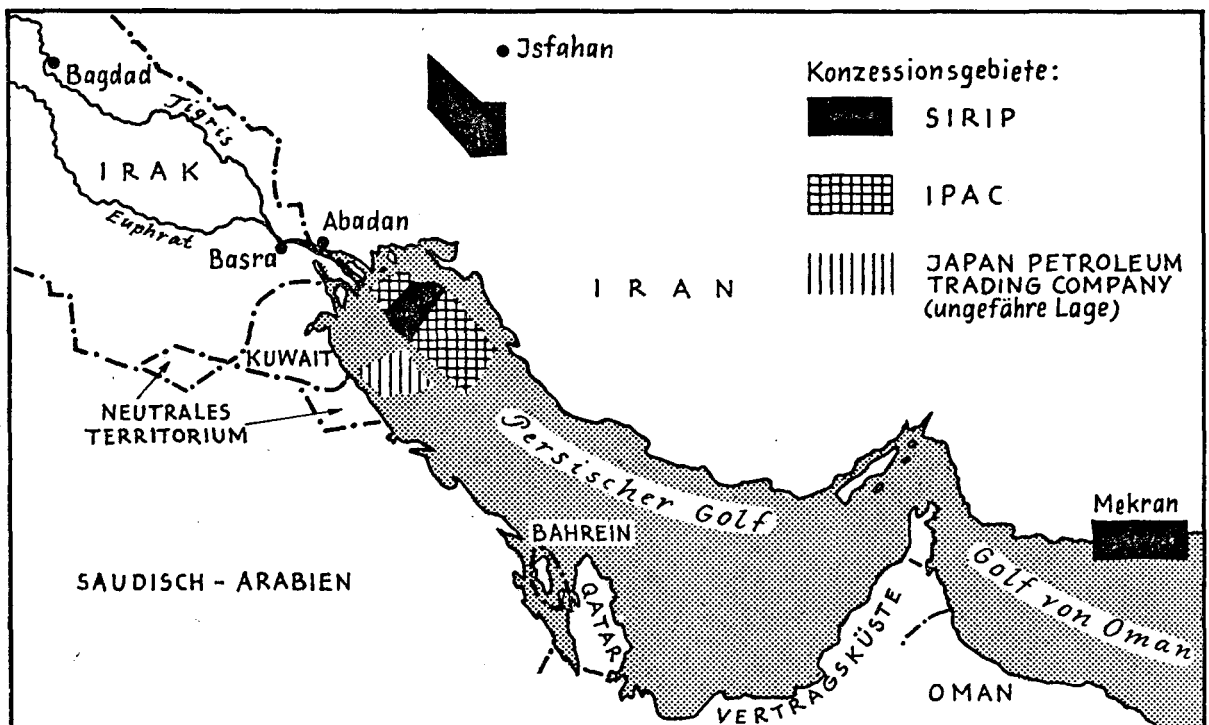 Jsfahan
Bagdad
Tigris
IRAK
Euphrat
Basra
Abadan
IRAN
KUWAIT
NEUTRALES
TERRITORIUM
Persischer Golf
BAHREIN
QATAR
SAUDISCH - ARABIEN
VERTRAGSKÜSTE
OMAN
Golf von Oman
Mekran
Konzessionsgebiete:
SIRIP
IPAC
JAPAN PETROLEUM
TRADING COMPANY
(ungefähre Lage)